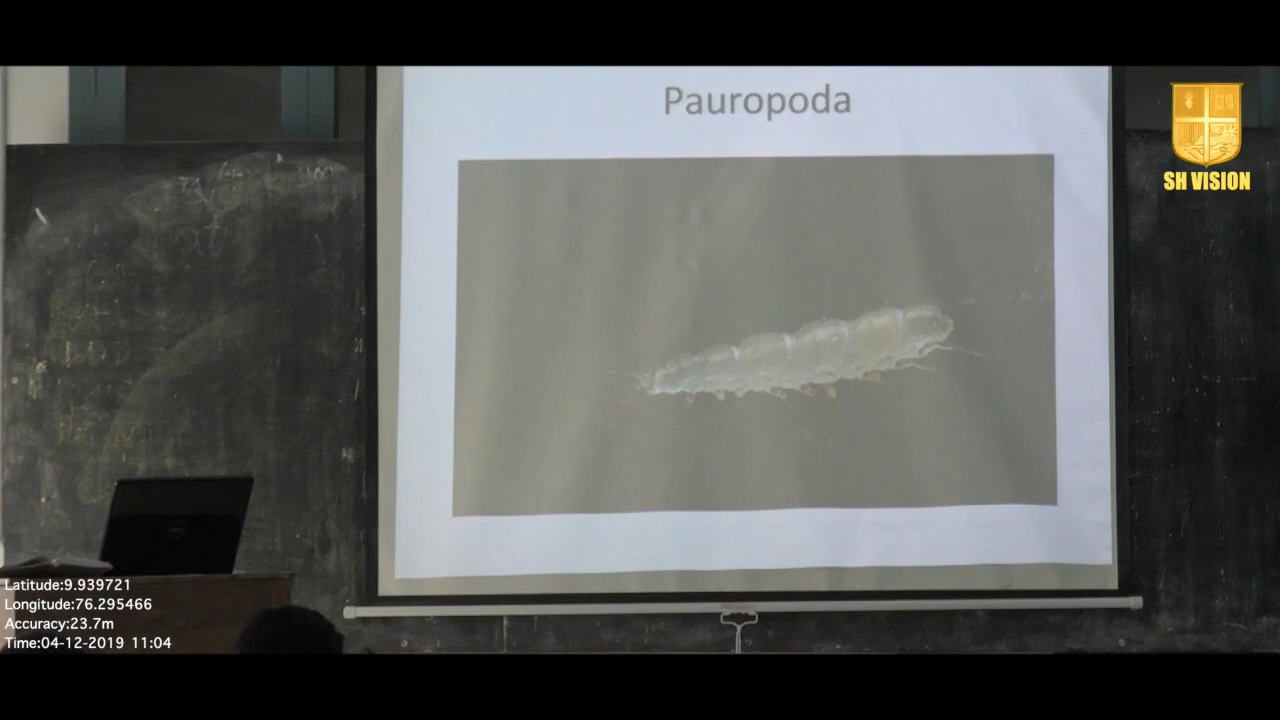 Pauropoda
SH VISION
Latitude:9.939721
Longitude:76.295466
Accuracy:23.7m
Time:04-12-2019 11:04